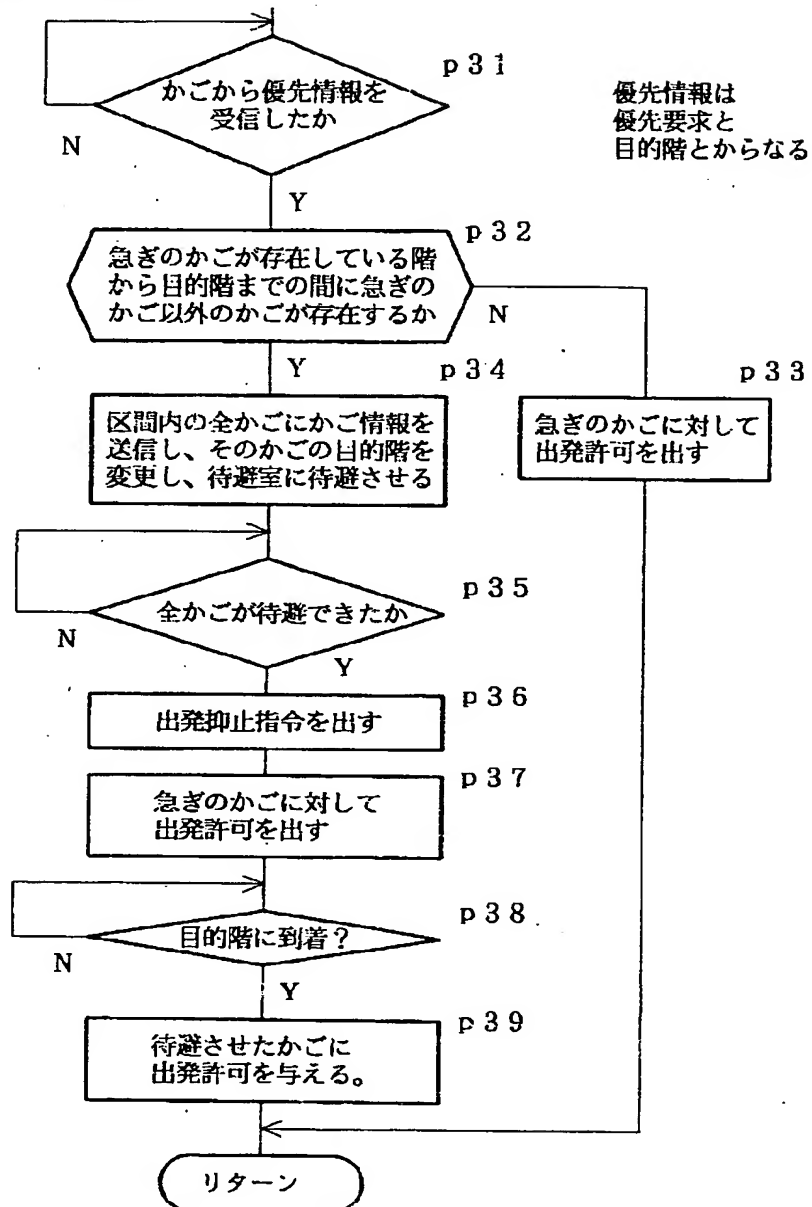 p31
かごから優先情報を
受信したか
優先情報は
優先要求と
目的階とからなる
N
Y
p32
急ぎのかごが存在している階
から目的階までの間に急ぎの
かご以外のかごが存在するか
N
Y
p34
p33
区間内の全かごにかご情報を
送信し、そのかごの目的階を
変更し、待避室に待避させる
急ぎのかごに対して
出発許可を出す
p35
全かごが待避できたか
N
Y
p36
出発抑止指令を出す
p37
急ぎのかごに対して
出発許可を出す
p38
目的階に到着？
N
Y
p39
待避させたかごに
出発許可を与える。
リターン